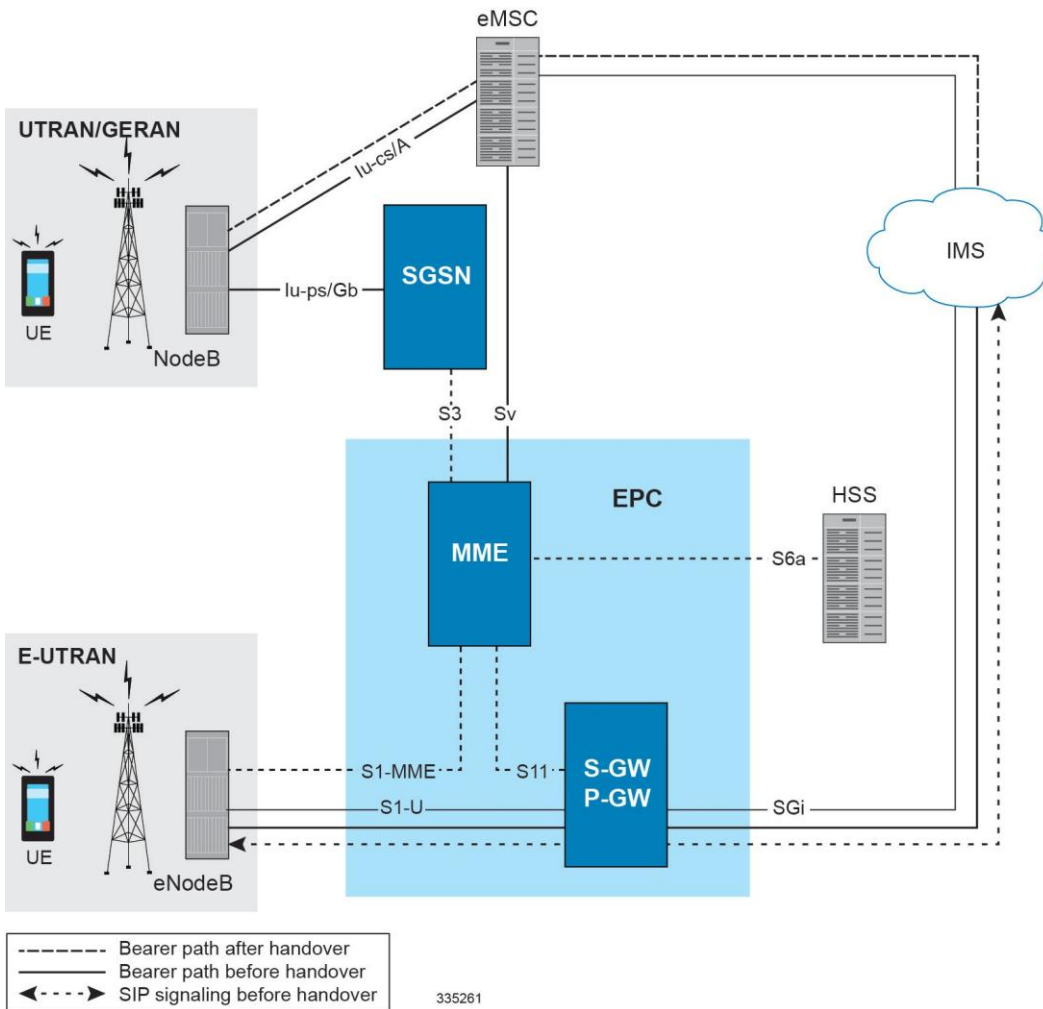 eMSC
UTRAN/GERAN
Iu-cs/A
IMS
SGSN
Iu-ps/Gb
UE
NodeB
S3
Sv
EPC
HSS
MME
S6a
E-UTRAN
S1-MME
S11
S-GW
P-GW
S1-U
SGi
UE
eNodeB
Bearer path after handover
Bearer path before handover
SIP signaling before handover
335261